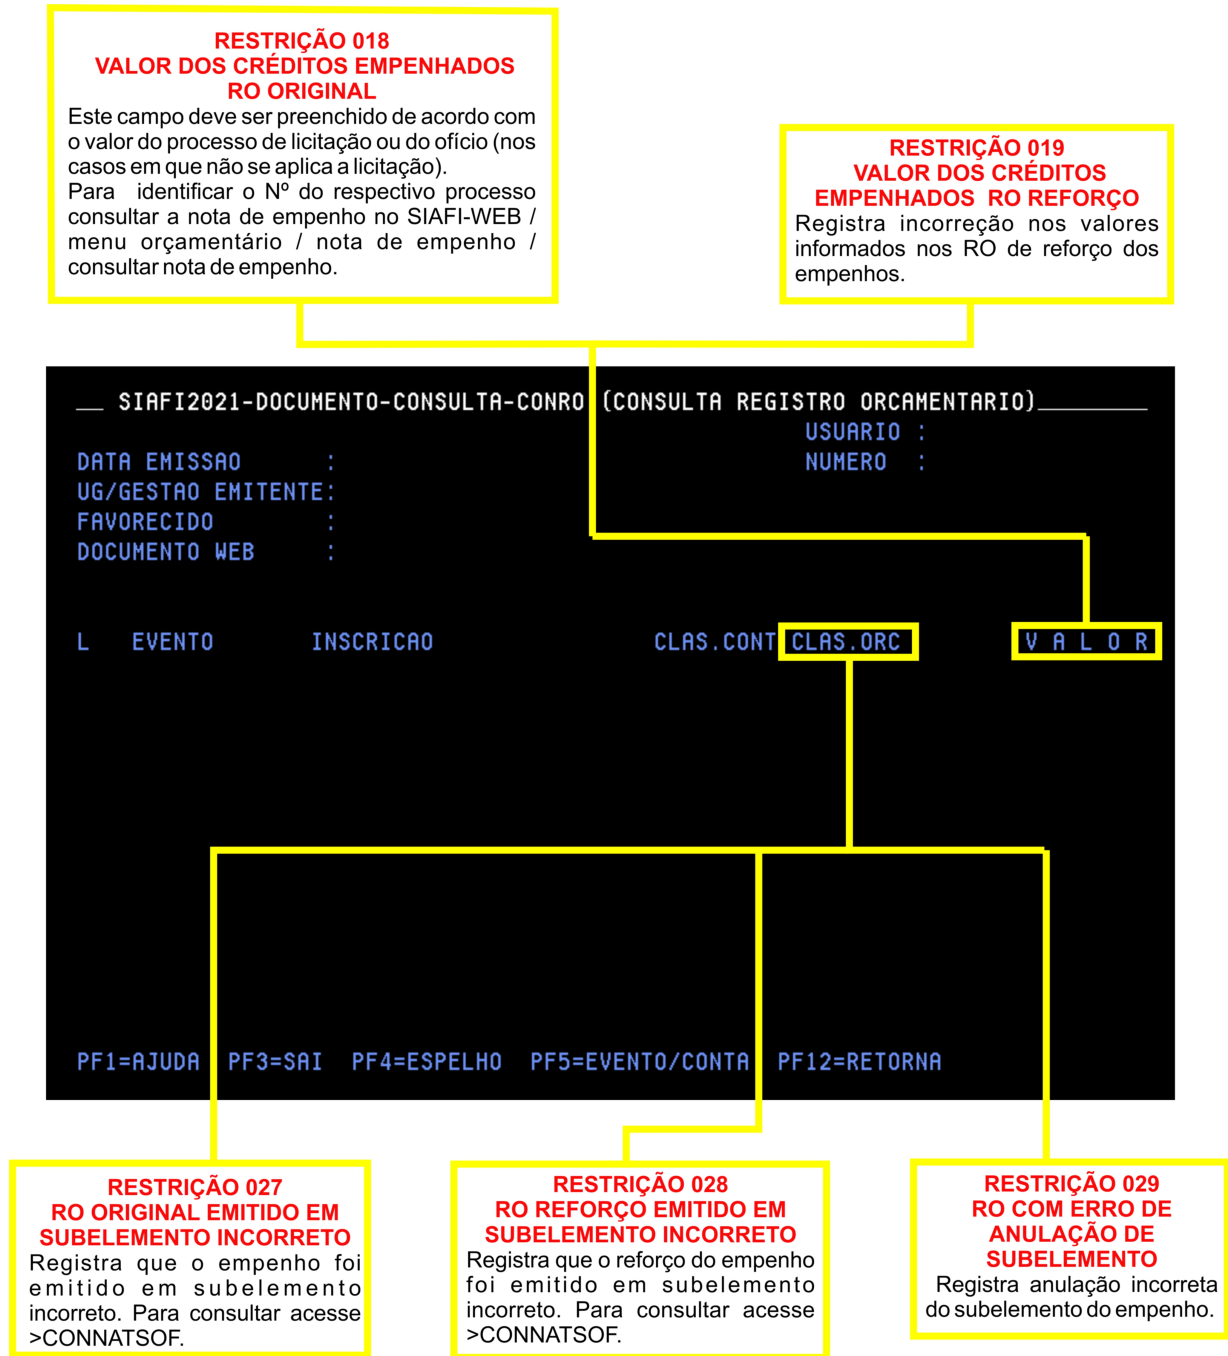 RESTRIÇÃO 018
VALOR DOS CRÉDITOS EMPENHADOS
RO ORIGINAL
Este campo deve ser preenchido de acordo com
o valor do processo de licitação ou do ofício (nos
casos em que não se aplica a licitação).
Para identificar o Nº do respectivo processo
consultar a nota de empenho no SIAFI-WEB /
menu orçamentário / nota de empenho /
consultar nota de empenho.
RESTRIÇÃO 019
VALOR DOS CRÉDITOS
EMPENHADOS RO REFORÇO
Registra incorreção nos valores
informados nos RO de reforço dos
empenhos.
__ SIAFI2021-DOCUMENTO-CONSULTA-CONRO (CONSULTA REGISTRO ORCAMENTARIO)________
USUARIO :
DATA EMISSAO : NUMERO :
UG/GESTAO EMITENTE:
FAVORECIDO :
DOCUMENTO WEB :
L EVENTO INSCRICAO CLAS.CONT CLAS.ORC V A L O R
PF1=AJUDA PF3=SAI PF4=ESPELHO PF5=EVENTO/CONTA PF12=RETORNA
RESTRIÇÃO 027
RO ORIGINAL EMITIDO EM
SUBELEMENTO INCORRETO
Registra que o empenho foi
emitido em subelemento
incorreto. Para consultar acesse
>CONNATSOF.
RESTRIÇÃO 028
RO REFORÇO EMITIDO EM
SUBELEMENTO INCORRETO
Registra que o reforço do empenho
foi emitido em subelemento
incorreto. Para consultar acesse
>CONNATSOF.
RESTRIÇÃO 029
RO COM ERRO DE
ANULAÇÃO DE
SUBELEMENTO
Registra anulação incorreta
do subelemento do empenho.